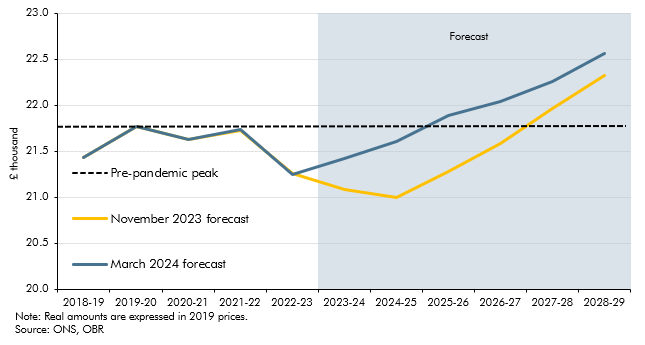 23.0
Forecast
22.5
22.0
21.5
£ thousand
Pre-pandemic peak
21.0
November 2023 forecast
20.5
March 2024 forecast
20.0
2018-19 2019-20 2020-21 2021-22 2022-23 2023-24 2024-25 2025-26 2026-27 2027-28 2028-29
Note: Real amounts are expressed in 2019 prices.
Source: ONS, OBR